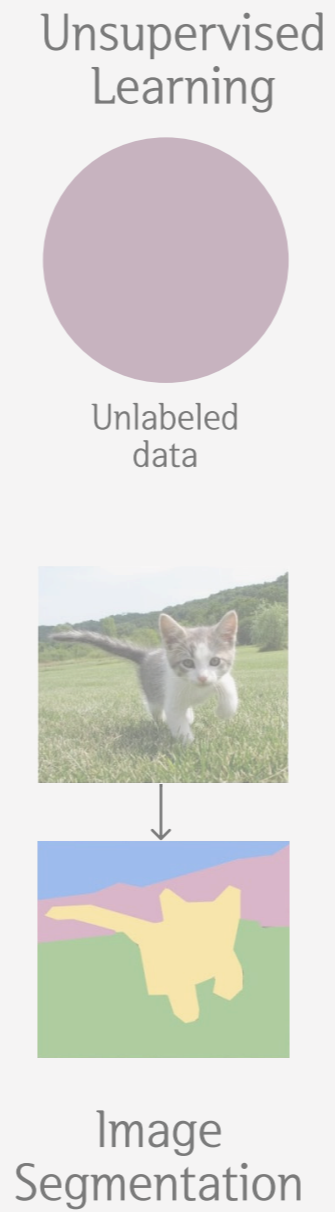 Unsupervised
Learning
Unlabeled
data
Image
Segmentation